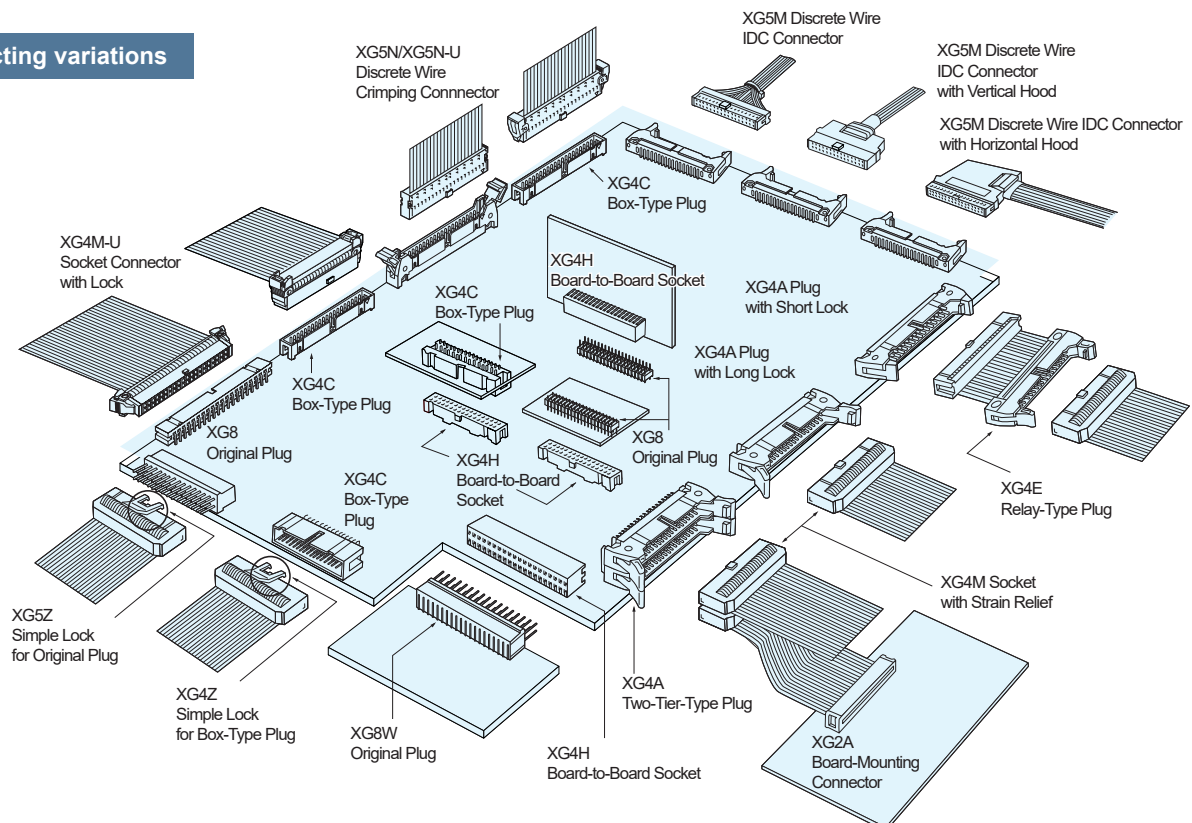 cting variations
XG5M Discrete Wire
IDC Connector
XG5N/XG5N-U
Discrete Wire
Crimping Connnector
XG5M Discrete Wire
IDC Connector
with Vertical Hood
XG5M Discrete Wire IDC Connector
with Horizontal Hood
XG4C
Box-Type Plug
XG4M-U
Socket Connector
with Lock
XG4H
Board-to-Board Socket
XG4C
Box-Type Plug
XG4A Plug
with Short Lock
XG4A Plug
with Long Lock
XG4C
Box-Type Plug
XG8
Original Plug
XG8
Original Plug
XG4H
Board-to-Board
Socket
XG4C
Box-Type
Plug
XG4E
Relay-Type Plug
XG4M Socket
with Strain Relief
XG5Z
Simple Lock
for Original Plug
XG4Z
Simple Lock
for Box-Type Plug
XG4A
Two-Tier-Type Plug
XG8W
Original Plug
XG4H
Board-to-Board Socket
XG2A
Board-Mounting
Connector